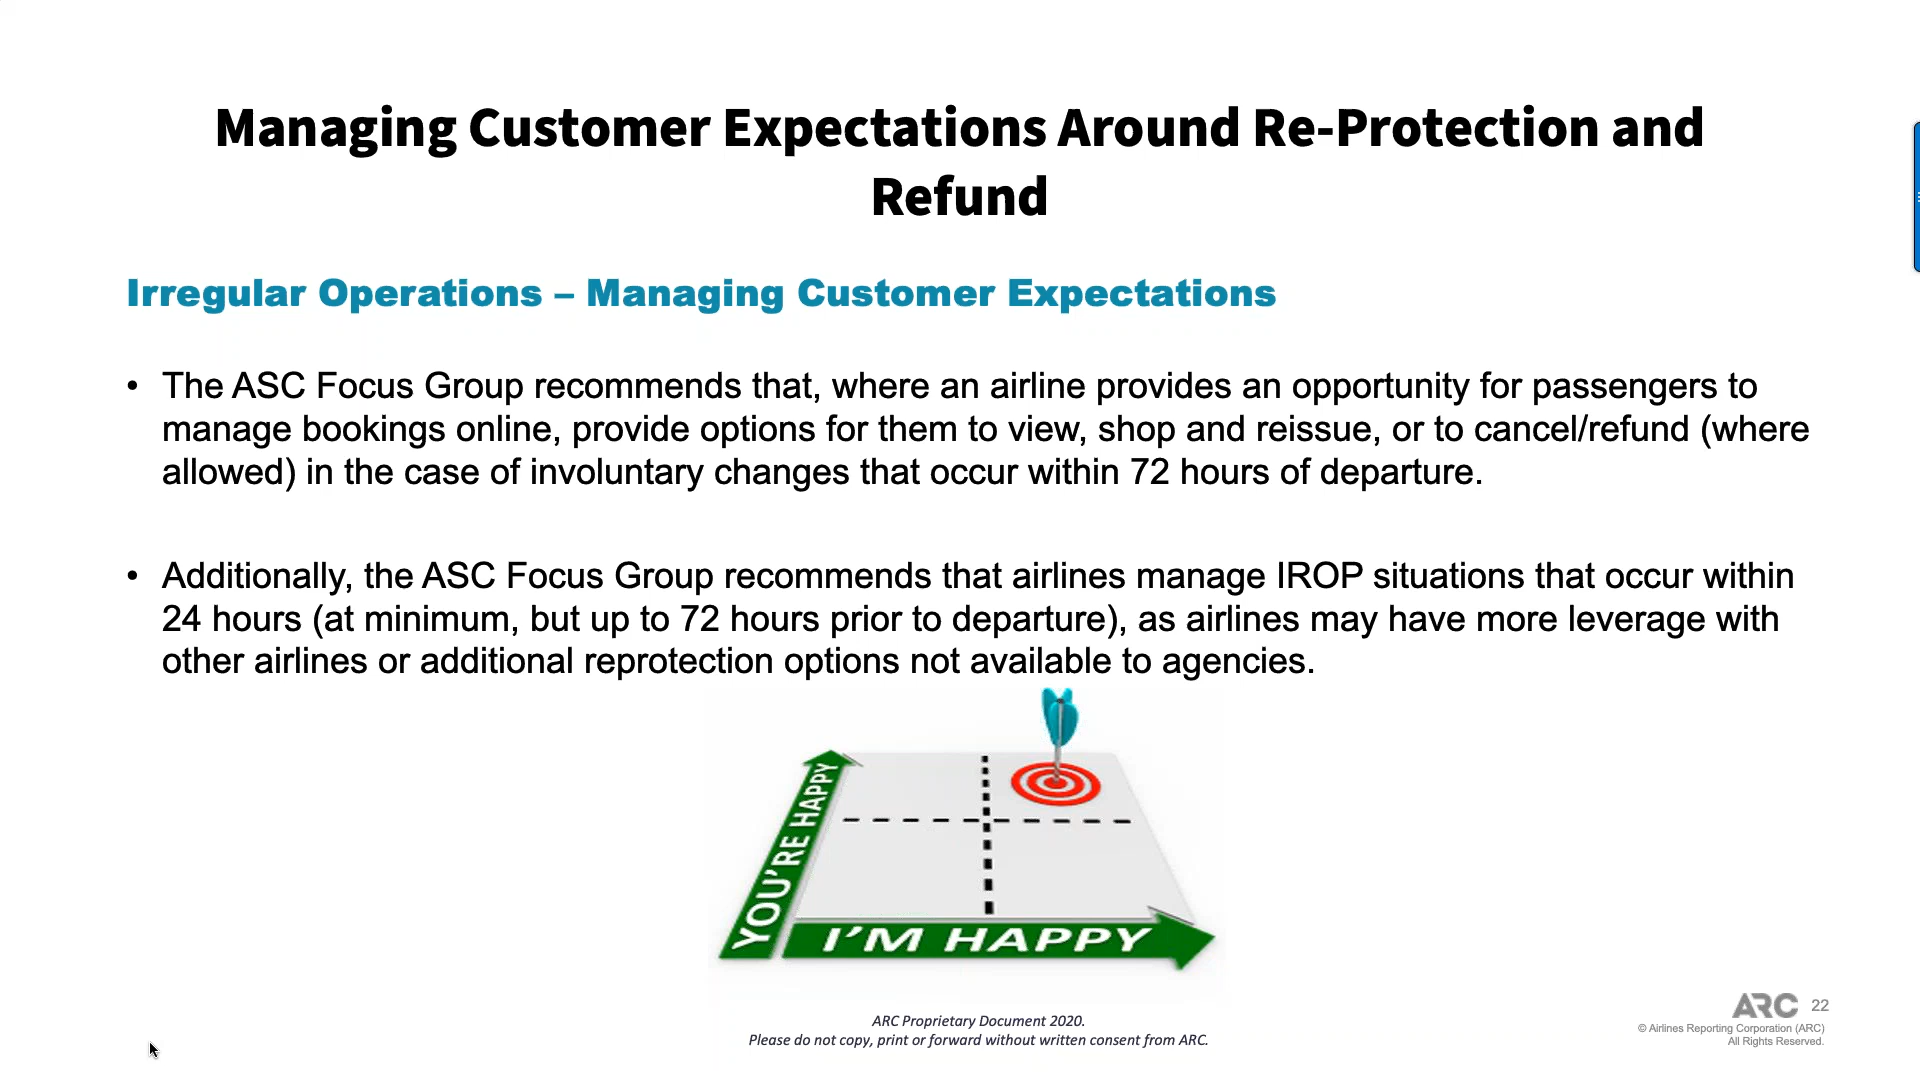 Managing Customer Expectations Around Re-Protection and
Refund
Irregular Operations – Managing Customer Expectations
• The ASC Focus Group recommends that, where an airline provides an opportunity for passengers to
manage bookings online, provide options for them to view, shop and reissue, or to cancel/refund (where
allowed) in the case of involuntary changes that occur within 72 hours of departure.
• Additionally, the ASC Focus Group recommends that airlines manage IROP situations that occur within
24 hours (at minimum, but up to 72 hours prior to departure), as airlines may have more leverage with
other airlines or additional reprotection options not available to agencies.
YOU'RE HAPPY
I'M HAPPY
ARC Proprietary Document 2020.
Please do not copy, print or forward without written consent from ARC.
ARC 22
© Airlines Reporting Corporation (ARC)
All Rights Reserved.